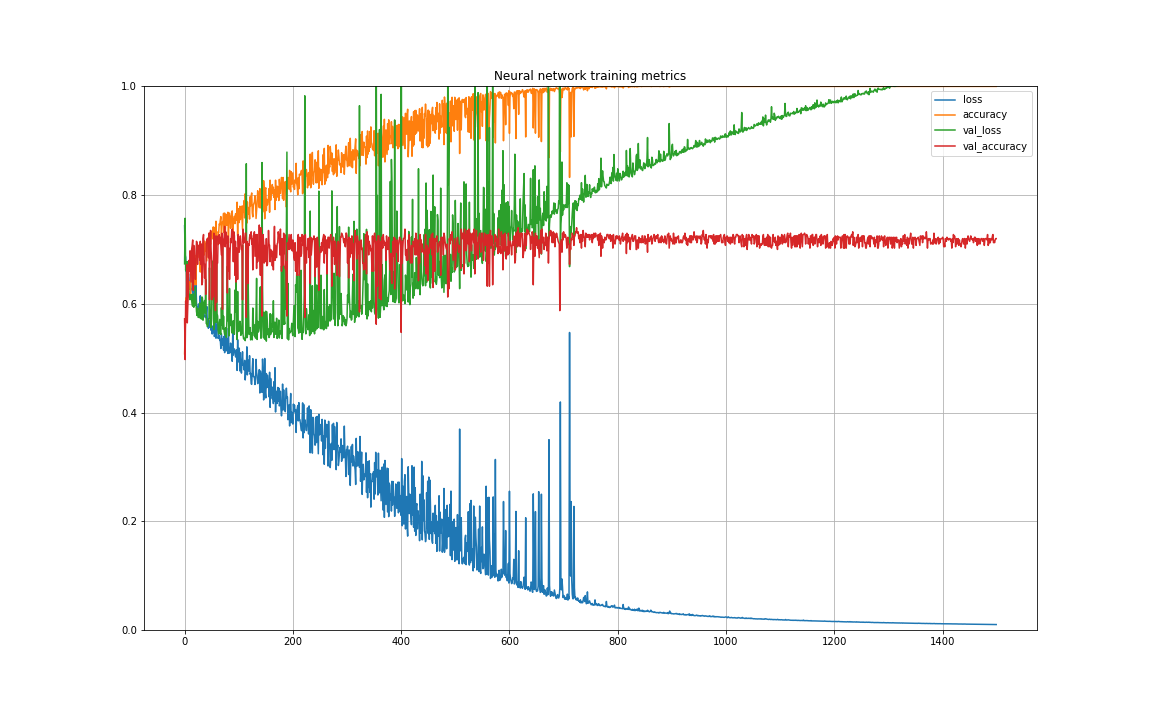 Neural network training metrics
1.0
0.8
0.6
0.4
0.2
0.0
0 200 400 600 800 1000 1200 1400
loss
accuracy
val_loss
val_accuracy